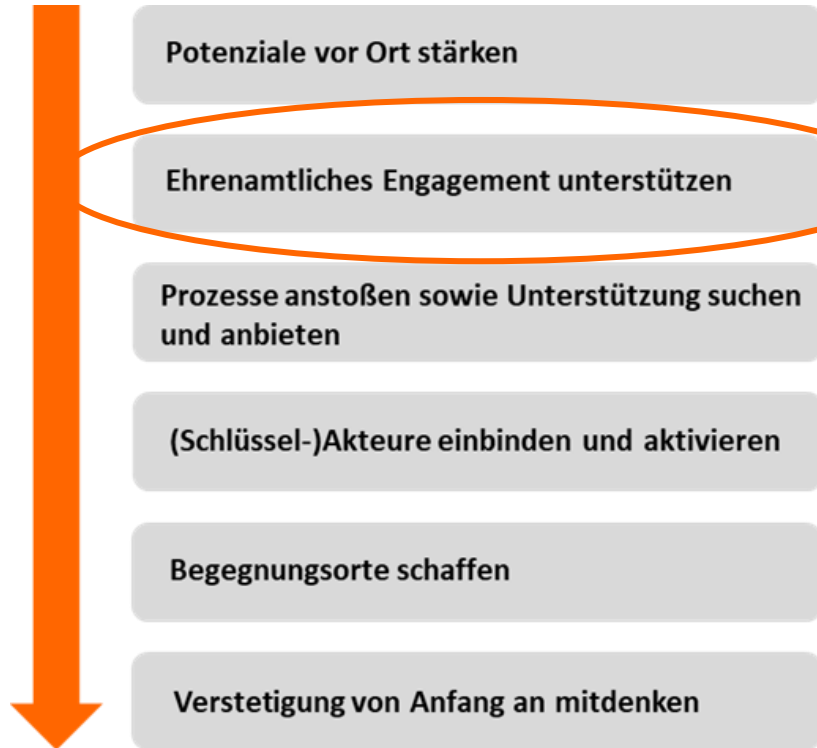 Potenziale vor Ort stärken
Ehrenamtliches Engagement unterstützen
Prozesse anstoßen sowie Unterstützung suchen
und anbieten
(Schlüssel-)Akteure einbinden und aktivieren
Begegnungsorte schaffen
Verstetigung von Anfang an mitdenken